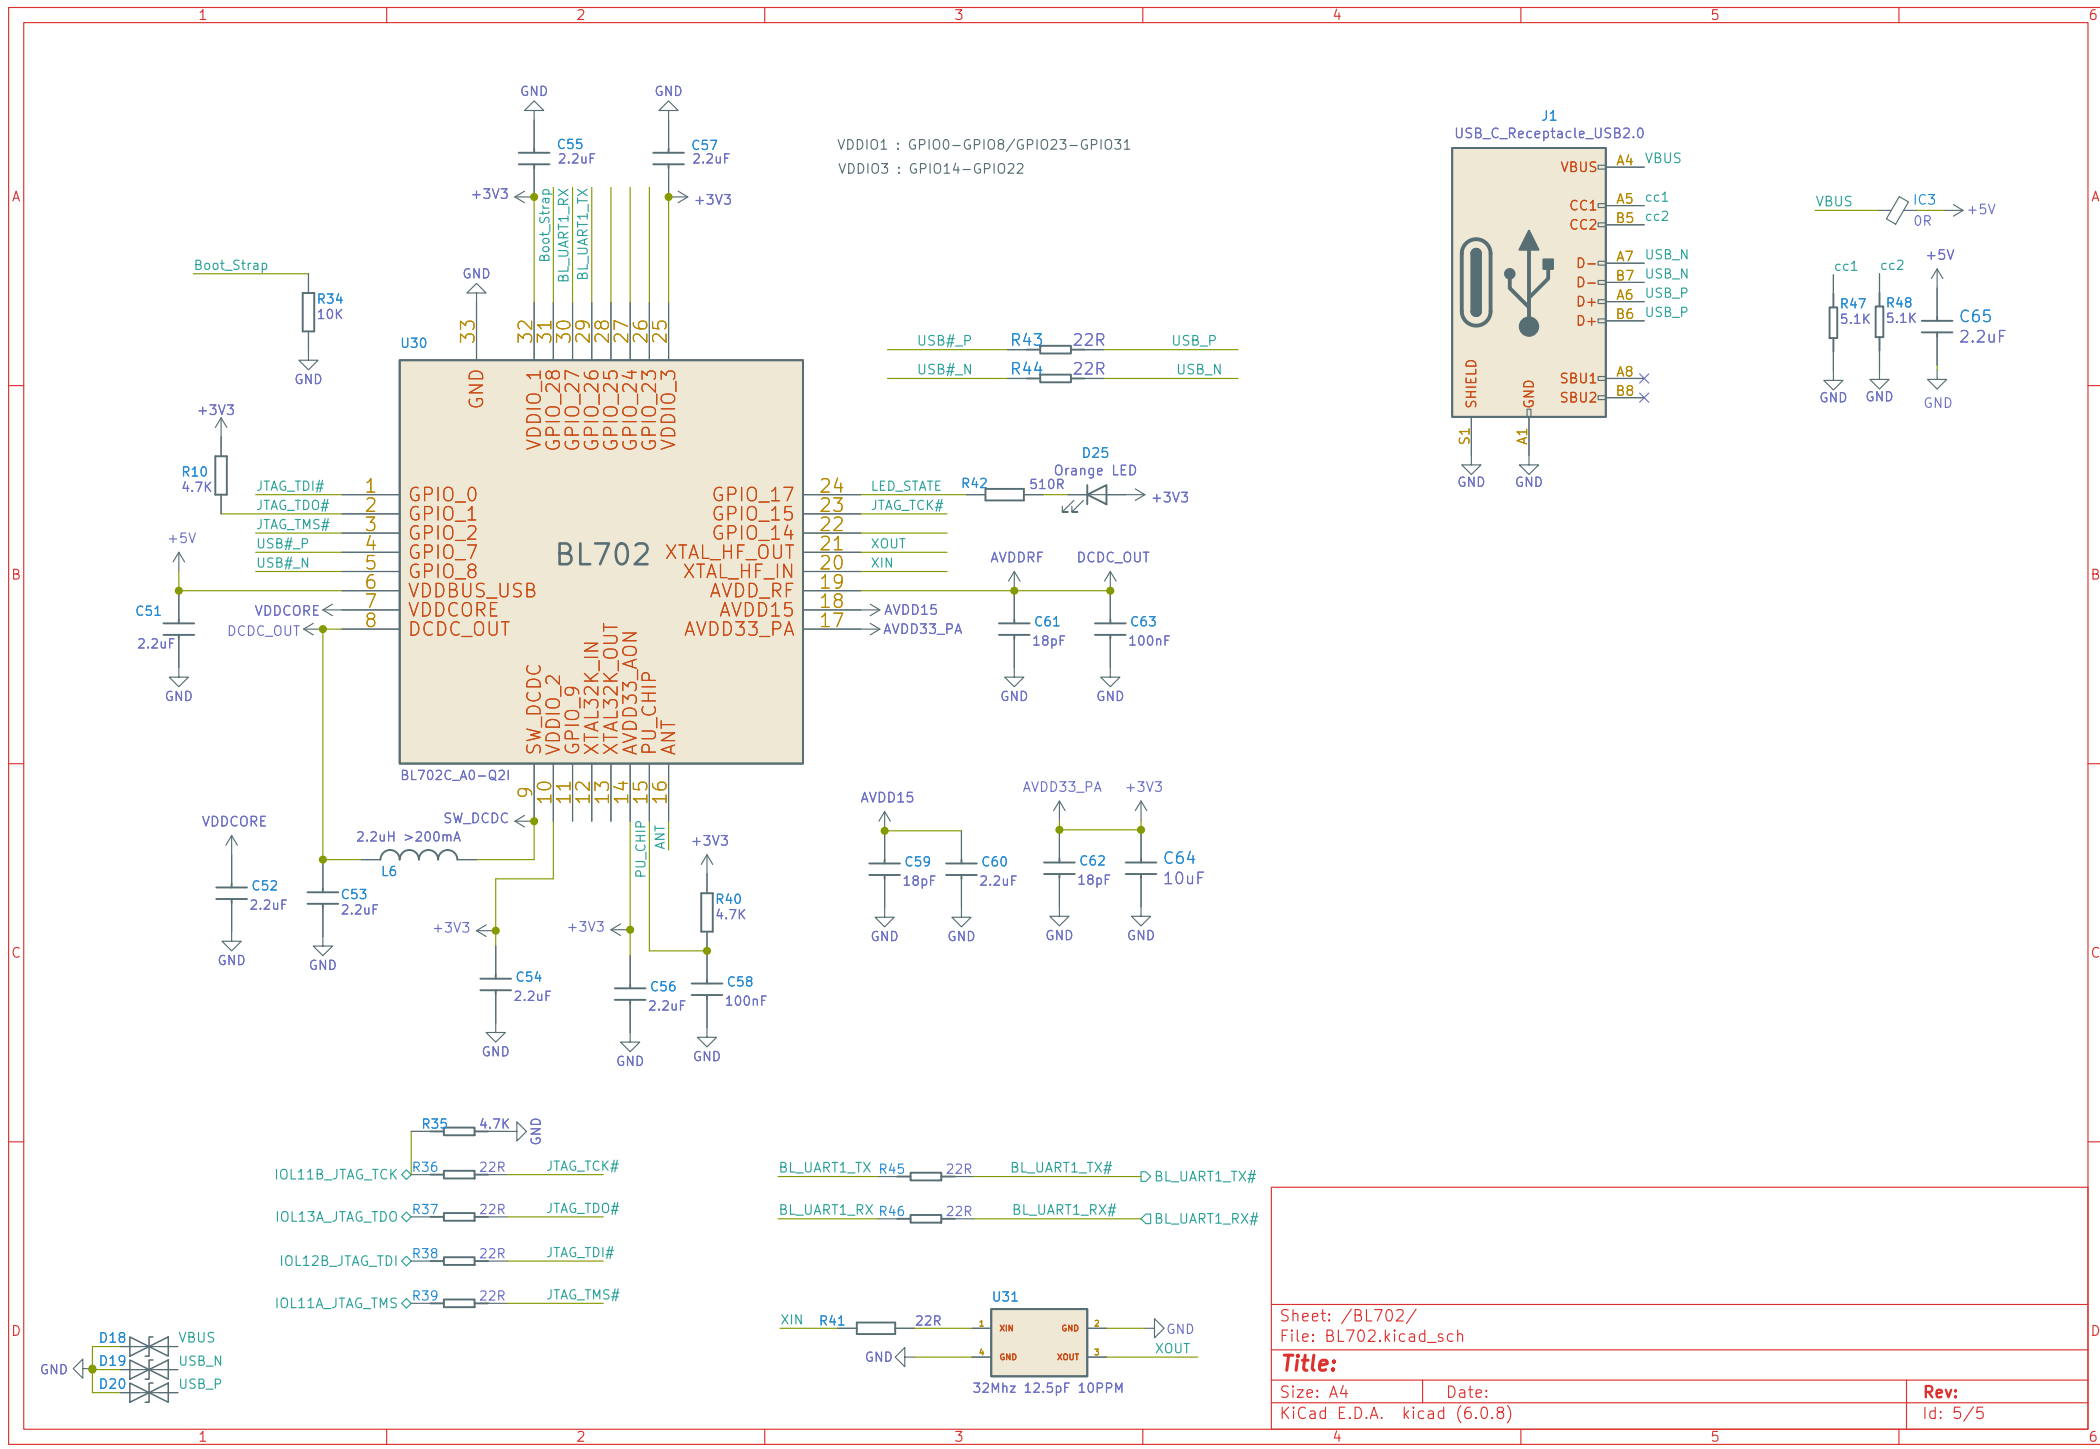 1 2 3 4 5 6
A
B
C
D
A
B
C
D
GND
C55
2.2uF
+3V3
GND
C57
2.2uF
+3V3
Boot_Strap
BL_UART1_RX
BL_UART1_TX
VDDIO1 : GPIO0-GPIO8/GPIO23-GPIO31
VDDIO3 : GPIO14-GPIO22
Boot_Strap
R34
10K
GND
GND
33
32
31
30
29
28
27
26
25
U30
GND
VDDIO_1
GPIO_28
GPIO_27
GPIO_26
GPIO_25
GPIO_24
GPIO_23
VDDIO_3
+3V3
R10
4.7K
JTAG_TDI# 1 GPIO_0
JTAG_TDO# 2 GPIO_1
JTAG_TMS# 3 GPIO_2
USB#_P 4 GPIO_7
USB#_N 5 GPIO_8
6 VDDBUS_USB
VDDCORE 7 VDDCORE
DCDC_OUT 8 DCDC_OUT
+5V
C51
2.2uF
GND
BL702
GPIO_17 24 LED_STATE
GPIO_15 23 JTAG_TCK#
GPIO_14 22
XTAL_HF_OUT 21 XOUT
XTAL_HF_IN 20 XIN
AVDD_RF 19
AVDD15 18 AVDD15
AVDD33_PA 17 AVDD33_PA
SW_DCDC
VDDIO_2
GPIO_9
XTAL32K_IN
XTAL32K_OUT
AVDD33_AON
PU_CHIP
ANT
BL702C_A0-Q2I
9
10
11
12
13
14
15
16
USB#_P R43 22R USB_P
USB#_N R44 22R USB_N
R42
510R
D25
Orange LED
+3V3
AVDDRF
DCDC_OUT
C61
18pF
GND
C63
100nF
GND
J1
USB_C_Receptacle_USB2.0
VBUS A4 VBUS
CC1 A5 cc1
CC2 B5 cc2
D- A7 USB_N
D- B7 USB_N
D+ A6 USB_P
D+ B6 USB_P
SBU1 A8
SBU2 B8
SHIELD
GND
S1
A1
GND
GND
VBUS
IC3
0R
+5V
cc1
R47
5.1K
GND
cc2
R48
5.1K
GND
+5V
C65
2.2uF
GND
SW_DCDC
PU_CHIP
ANT
VDDCORE
C52
2.2uF
GND
2.2uH >200mA
L6
C53
2.2uF
GND
+3V3
C54
2.2uF
GND
+3V3
C56
2.2uF
GND
+3V3
R40
4.7K
C58
100nF
GND
AVDD15
C59
18pF
GND
C60
2.2uF
GND
AVDD33_PA
C62
18pF
GND
+3V3
C64
10uF
GND
R35 4.7K GND
IOL11B_JTAG_TCK R36 22R JTAG_TCK#
IOL13A_JTAG_TDO R37 22R JTAG_TDO#
IOL12B_JTAG_TDI R38 22R JTAG_TDI#
IOL11A_JTAG_TMS R39 22R JTAG_TMS#
BL_UART1_TX R45 22R BL_UART1_TX# BL_UART1_TX#
BL_UART1_RX R46 22R BL_UART1_RX# BL_UART1_RX#
GND
D18 VBUS
D19 USB_N
D20 USB_P
U31
XIN R41 22R 1 XIN GND 2 GND
GND 4 GND XOUT 3 XOUT
32Mhz 12.5pF 10PPM
Sheet: /BL702/
File: BL702.kicad_sch
Title:
Size: A4 Date: Rev:
KiCad E.D.A. kicad (6.0.8) Id: 5/5
1 2 3 4 5 6